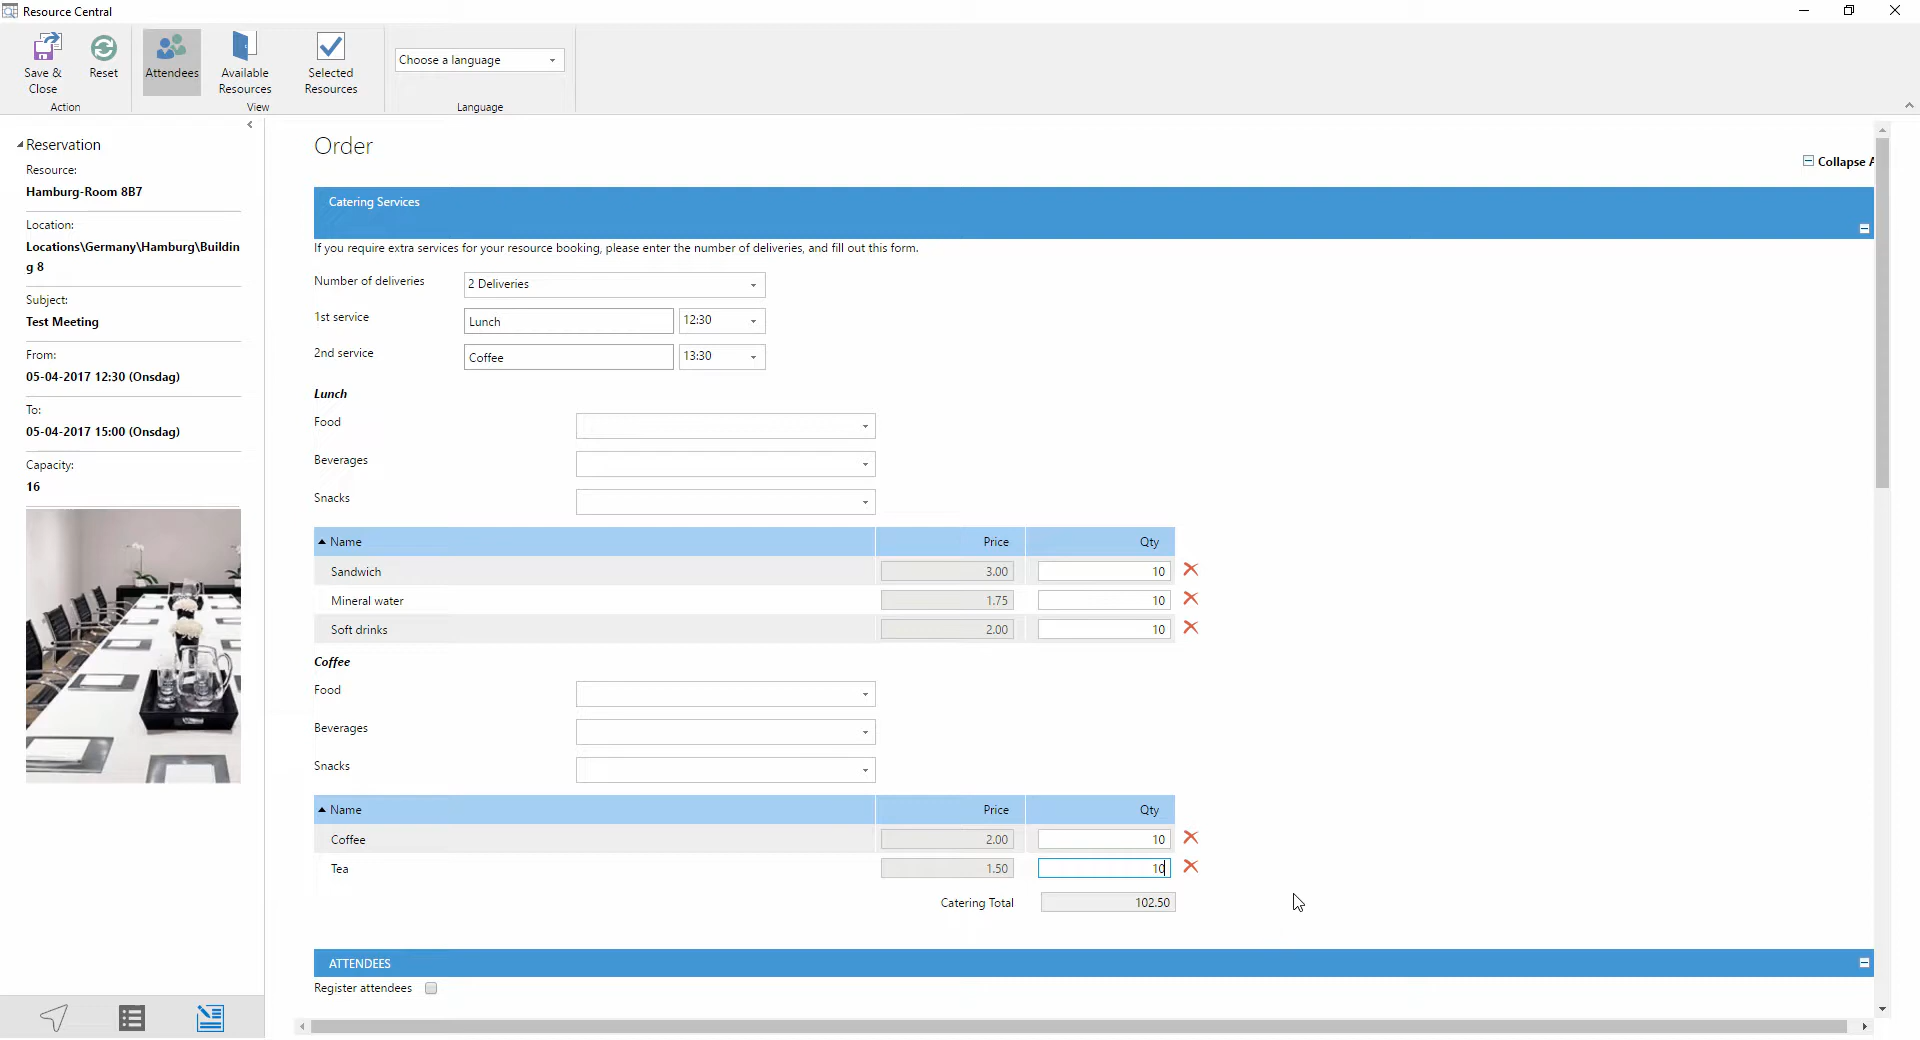 Resource Central
Save & Close
Reset
Attendees
Available Resources
Selected Resources
Choose a language
Action
View
Language
Reservation
Resource:
Hamburg-Room 8B7
Location:
Locations\Germany\Hamburg\Buildin
g 8
Subject:
Test Meeting
From:
05-04-2017 12:30 (Onsdag)
To:
05-04-2017 15:00 (Onsdag)
Capacity:
16
Order
Collapse A
Catering Services
If you require extra services for your resource booking, please enter the number of deliveries, and fill out this form.
Number of deliveries 2 Deliveries
1st service Lunch 12:30
2nd service Coffee 13:30
Lunch
Food
Beverages
Snacks
Name Price Qty
Sandwich 3.00 10
Mineral water 1.75 10
Soft drinks 2.00 10
Coffee
Food
Beverages
Snacks
Name Price Qty
Coffee 2.00 10
Tea 1.50 10
Catering Total 102.50
ATTENDEES
Register attendees